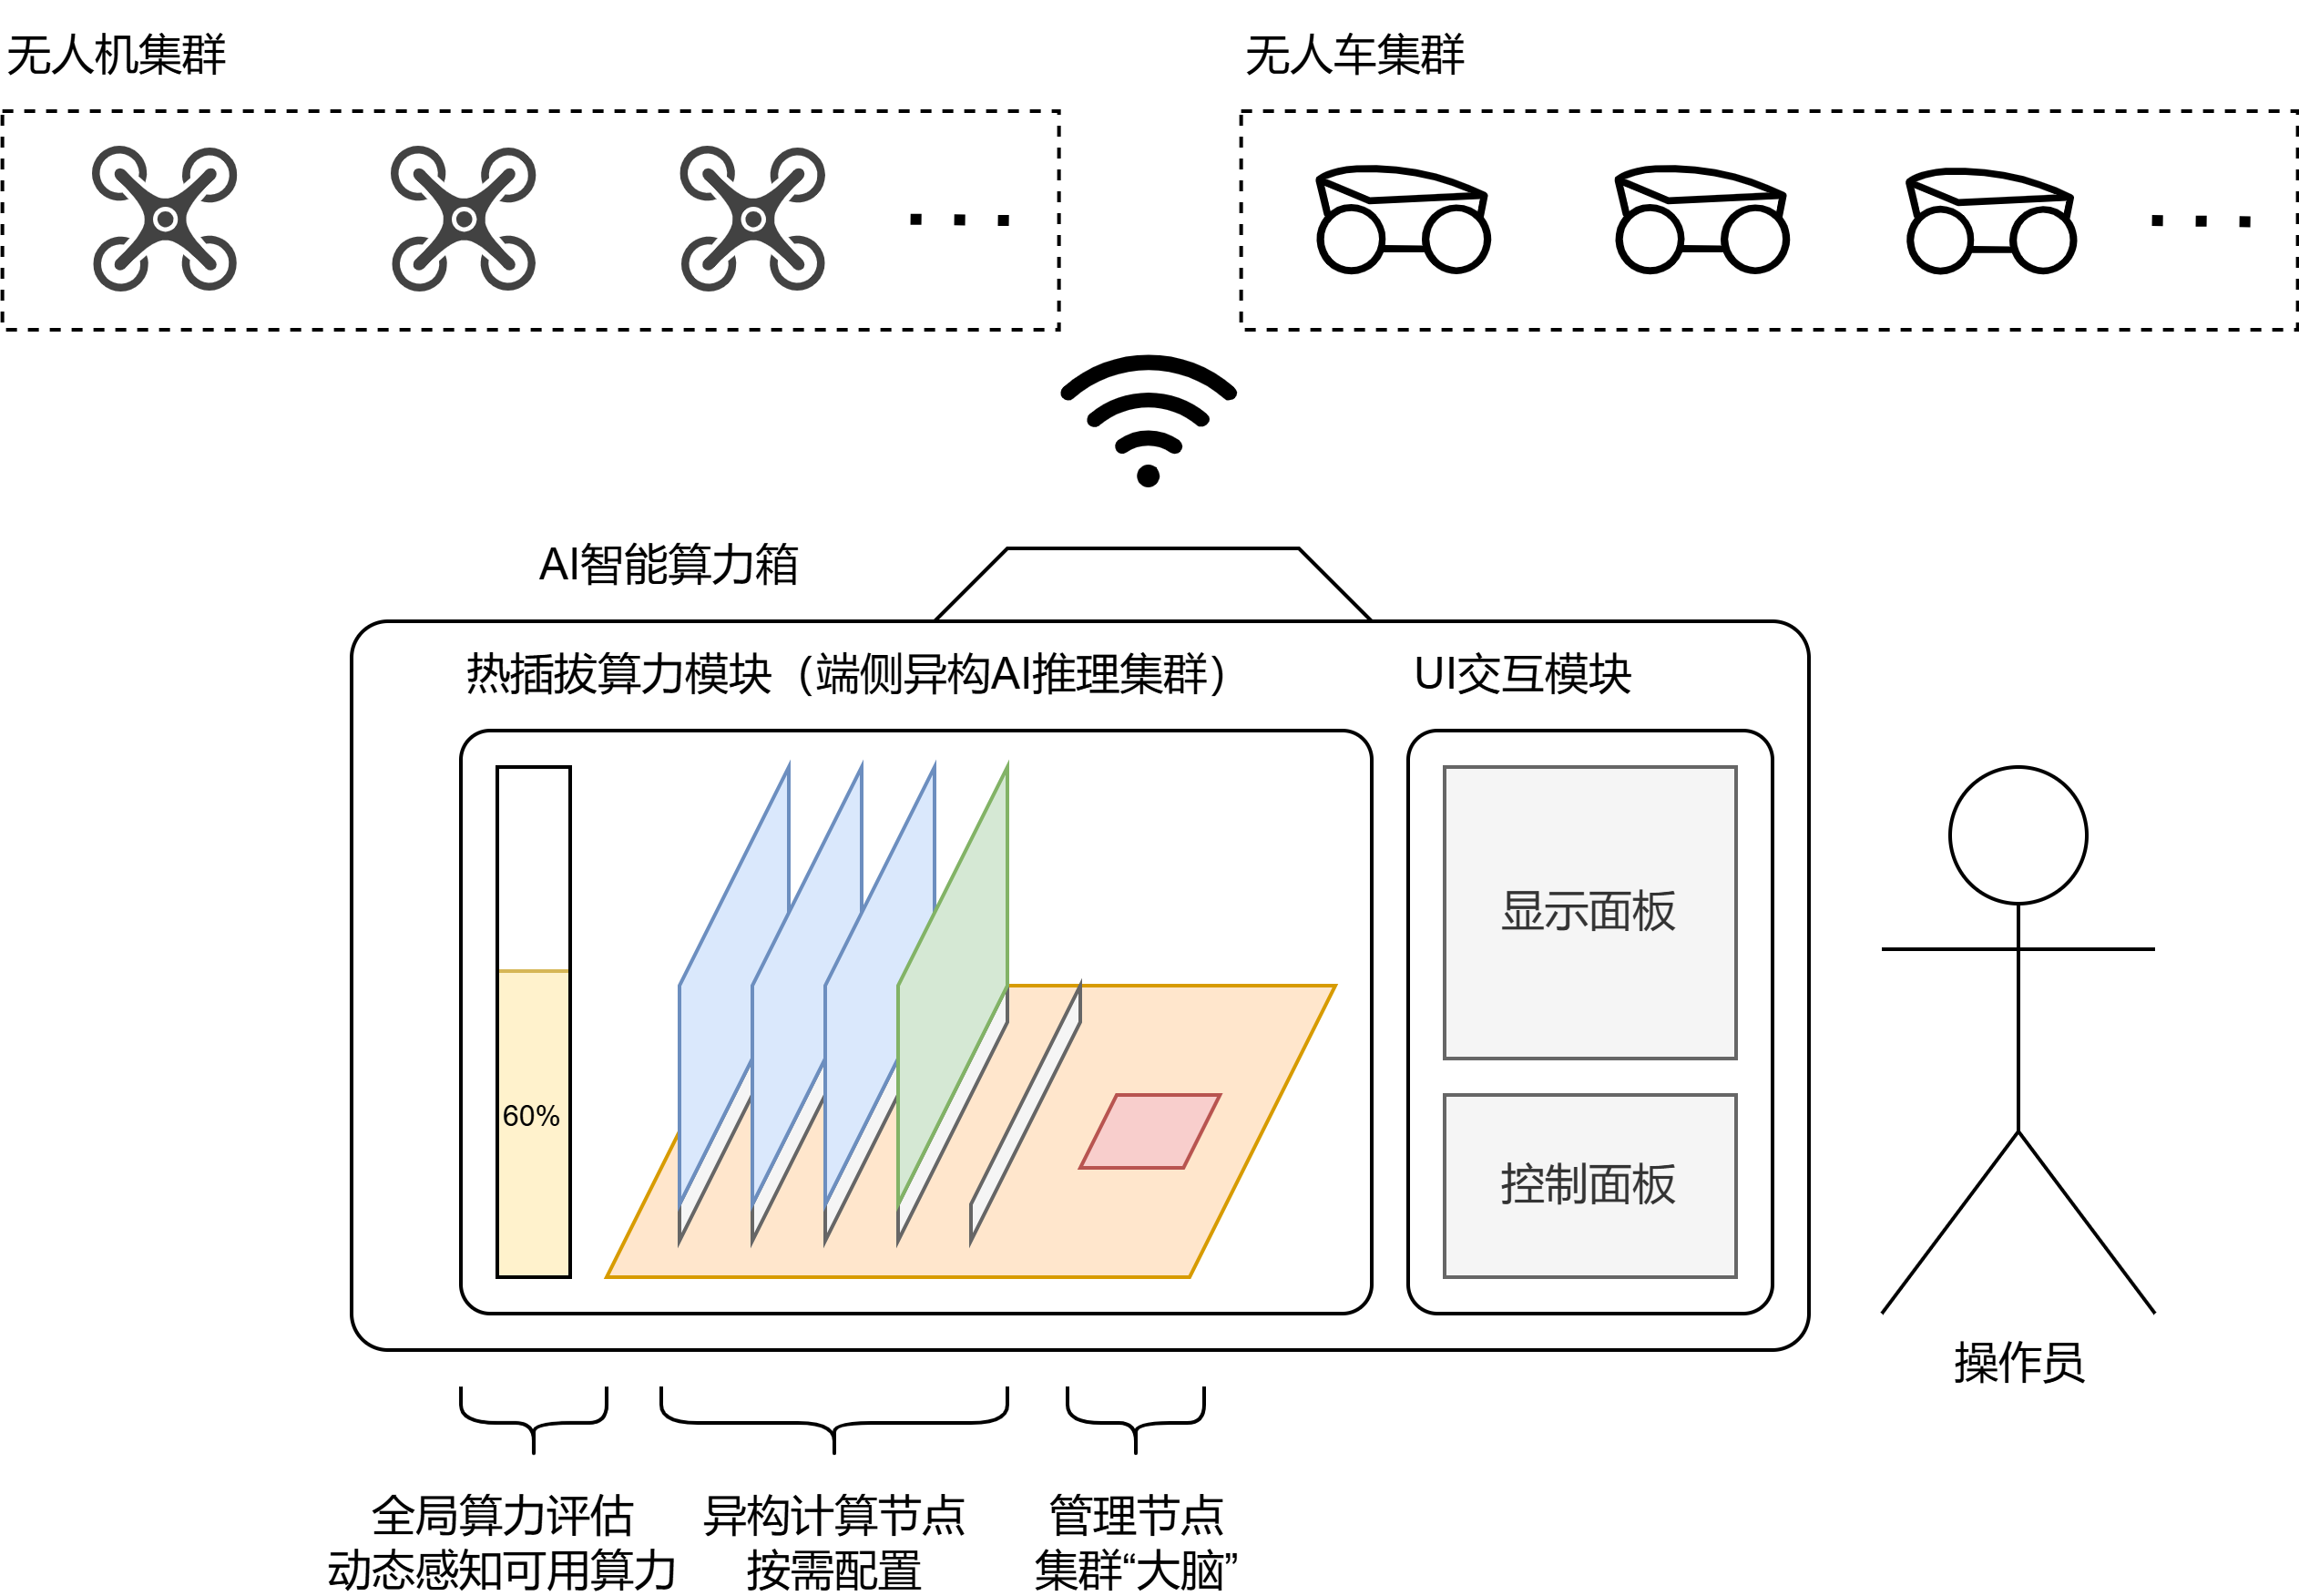 无人机集群
无人车集群
AI智能算力箱
热插拔算力模块（端侧异构AI推理集群）
UI交互模块
显示面板
60%
控制面板
操作员
全局算力评估
动态感知可用算力
异构计算节点
按需配置
管理节点
集群“大脑”